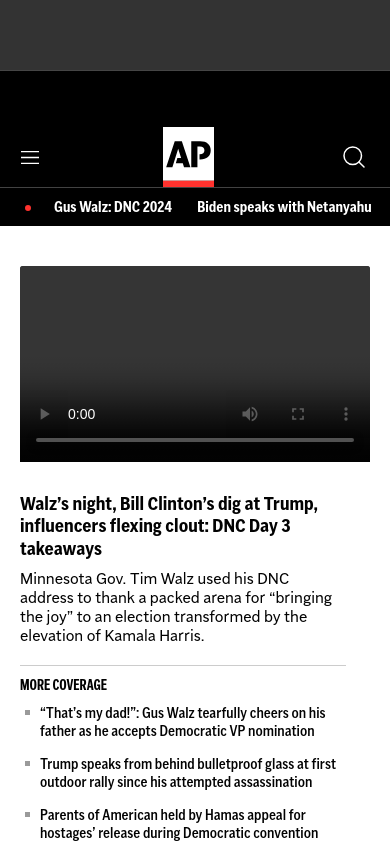 AP
Gus Walz: DNC 2024 Biden speaks with Netanyahu
0:00
Walz’s night, Bill Clinton’s dig at Trump,
influencers flexing clout: DNC Day 3
takeaways
Minnesota Gov. Tim Walz used his DNC
address to thank a packed arena for “bringing
the joy” to an election transformed by the
elevation of Kamala Harris.
MORE COVERAGE
“That’s my dad!”: Gus Walz tearfully cheers on his
father as he accepts Democratic VP nomination
Trump speaks from behind bulletproof glass at first
outdoor rally since his attempted assassination
Parents of American held by Hamas appeal for
hostages’ release during Democratic convention